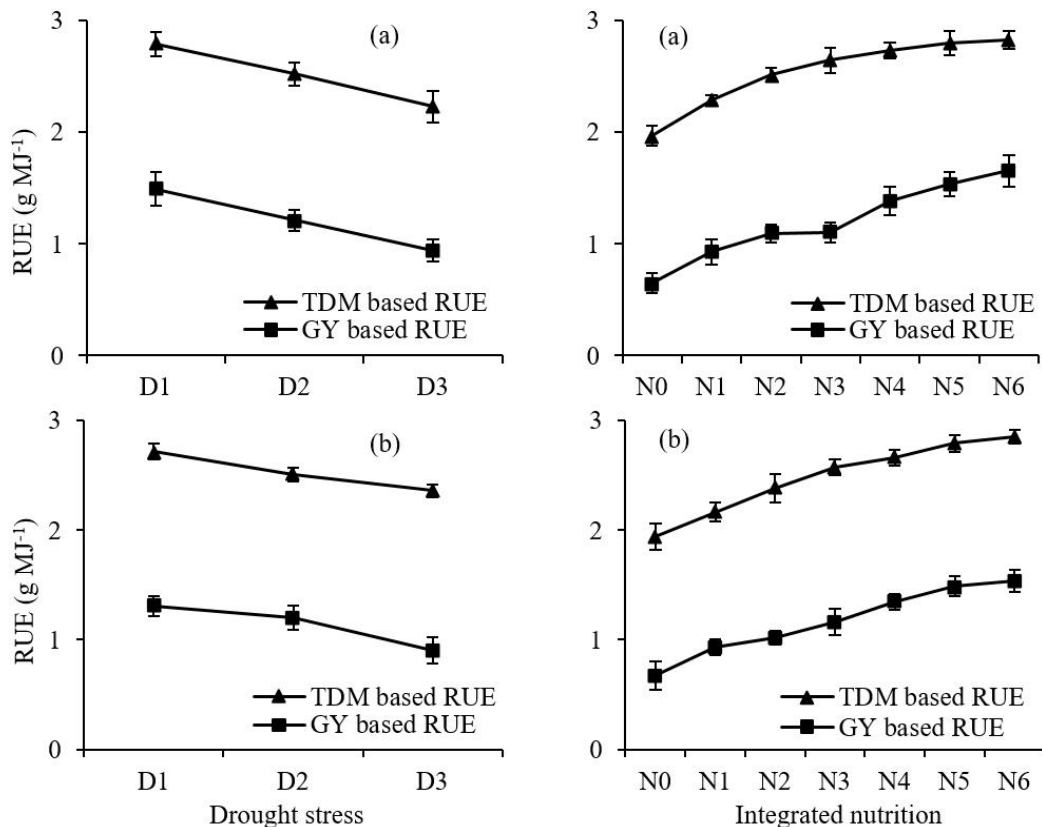 3
2
1
0
RUE (g MJ⁻¹)
(a)
TDM based RUE
GY based RUE
D1 D2 D3
(a)
3
2
1
0
TDM based RUE
GY based RUE
N0 N1 N2 N3 N4 N5 N6
3
2
1
0
RUE (g MJ⁻¹)
(b)
TDM based RUE
GY based RUE
D1 D2 D3
Drought stress
3
2
1
0
(b)
TDM based RUE
GY based RUE
N0 N1 N2 N3 N4 N5 N6
Integrated nutrition